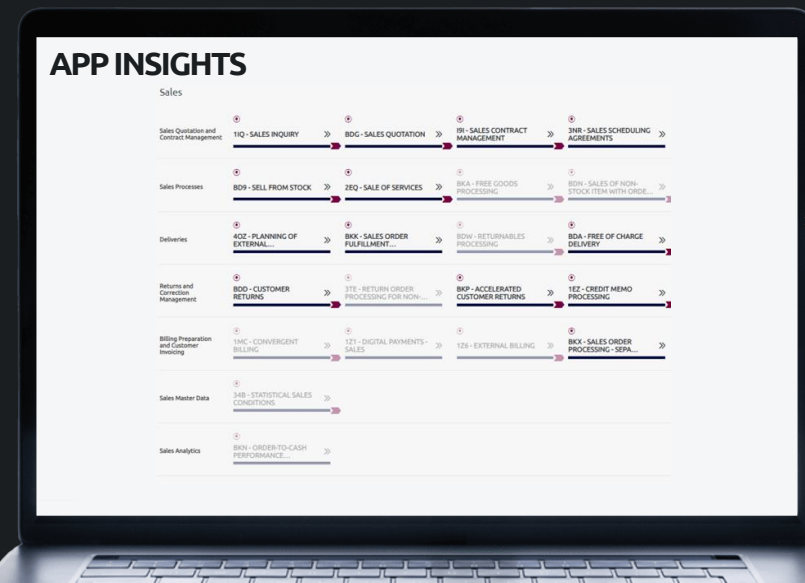 APP INSIGHTS
Sales
Sales Quotation and
Contract Management
1IQ - SALES INQUIRY
BDG - SALES QUOTATION
I9I - SALES CONTRACT
MANAGEMENT
3NR - SALES SCHEDULING
AGREEMENTS
Sales Processes
BD9 - SELL FROM STOCK
2EQ - SALE OF SERVICES
BKA - FREE GOODS
PROCESSING
BDN - SALES OF NON-
STOCK ITEM WITH ORDE...
Deliveries
4OZ - PLANNING OF
EXTERNAL...
BKK - SALES ORDER
FULFILLMENT...
BDW - RETURNABLES
PROCESSING
BDA - FREE OF CHARGE
DELIVERY
Returns and
Correction
Management
BDD - CUSTOMER
RETURNS
3TE - RETURN ORDER
PROCESSING FOR NON-...
BKP - ACCELERATED
CUSTOMER RETURNS
1EZ - CREDIT MEMO
PROCESSING
Billing Preparation
and Customer
Invoicing
1MC - CONVERGENT
BILLING
1Z1 - DIGITAL PAYMENTS -
SALES
1Z6 - EXTERNAL BILLING
BKX - SALES ORDER
PROCESSING - SEPA...
Sales Master Data
34B - STATISTICAL SALES
CONDITIONS
Sales Analytics
BKN - ORDER-TO-CASH
PERFORMANCE...